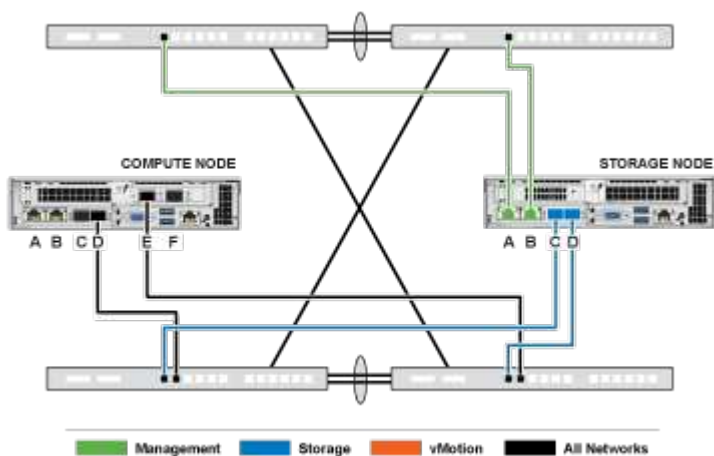 COMPUTE NODE
STORAGE NODE
A B C D E F
A B C D
Management Storage vMotion All Networks